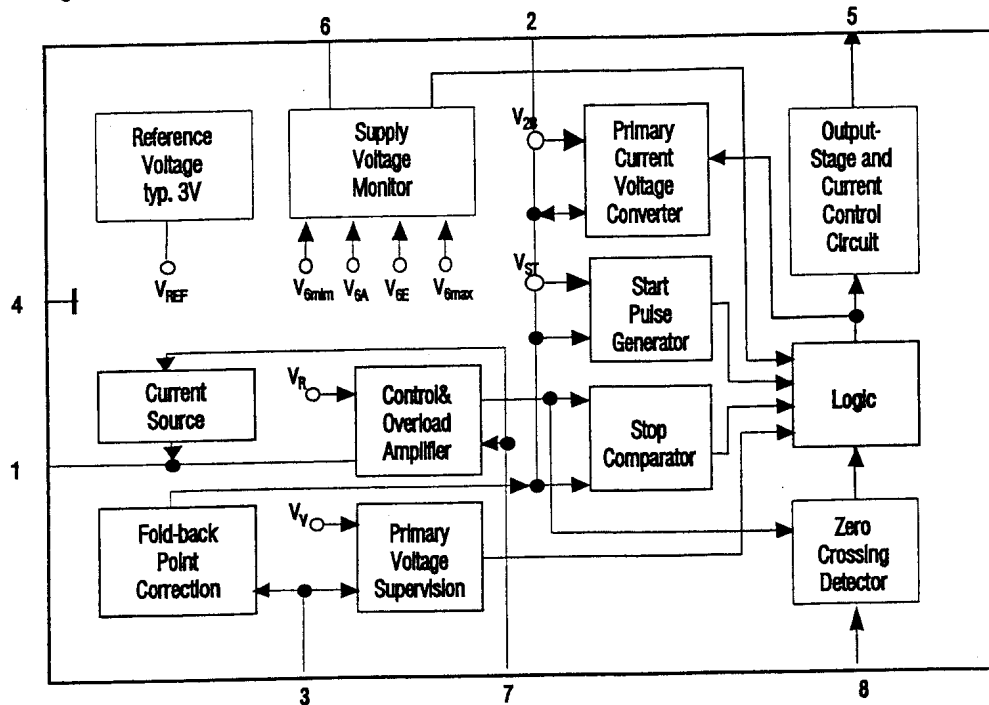 6
2
5
Reference
Voltage
typ. 3V
Supply
Voltage
Monitor
V2S
Primary
Current
Voltage
Converter
Output-
Stage and
Current
Control
Circuit
VREF
V6mim
V6A
V6E
V6max
VST
Start
Pulse
Generator
4
Current
Source
VR
Control&
Overload
Amplifier
Stop
Comparator
Logic
1
Fold-back
Point
Correction
VV
Primary
Voltage
Supervision
Zero
Crossing
Detector
3
7
8